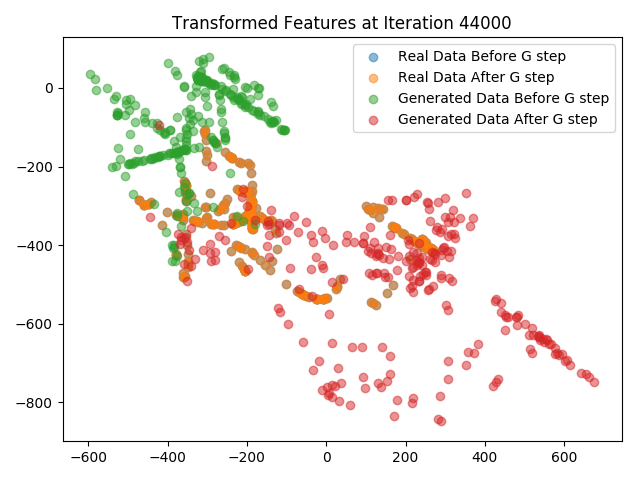 Transformed Features at Iteration 44000
Real Data Before G step
Real Data After G step
Generated Data Before G step
Generated Data After G step
0
−200
−400
−600
−800
−600
−400
−200
0
200
400
600